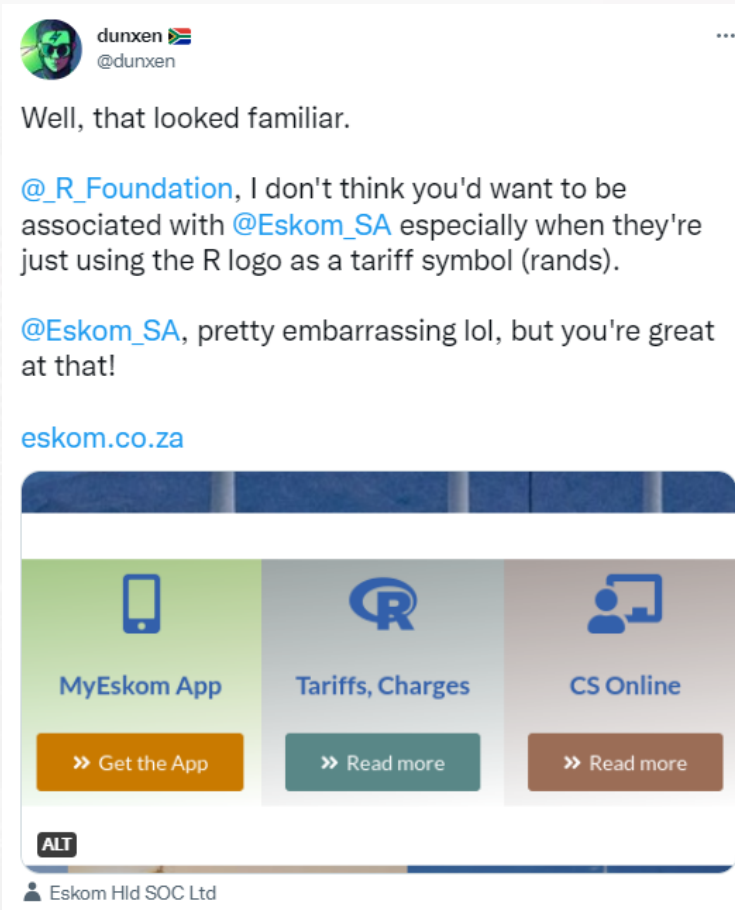 dunxen 🇿🇦
@dunxen
Well, that looked familiar.
@_R_Foundation, I don't think you'd want to be
associated with @Eskom_SA especially when they're
just using the R logo as a tariff symbol (rands).
@Eskom_SA, pretty embarrassing lol, but you're great
at that!
eskom.co.za
R
MyEskom App
Tariffs, Charges
CS Online
» Get the App
» Read more
» Read more
ALT
Eskom Hld SOC Ltd